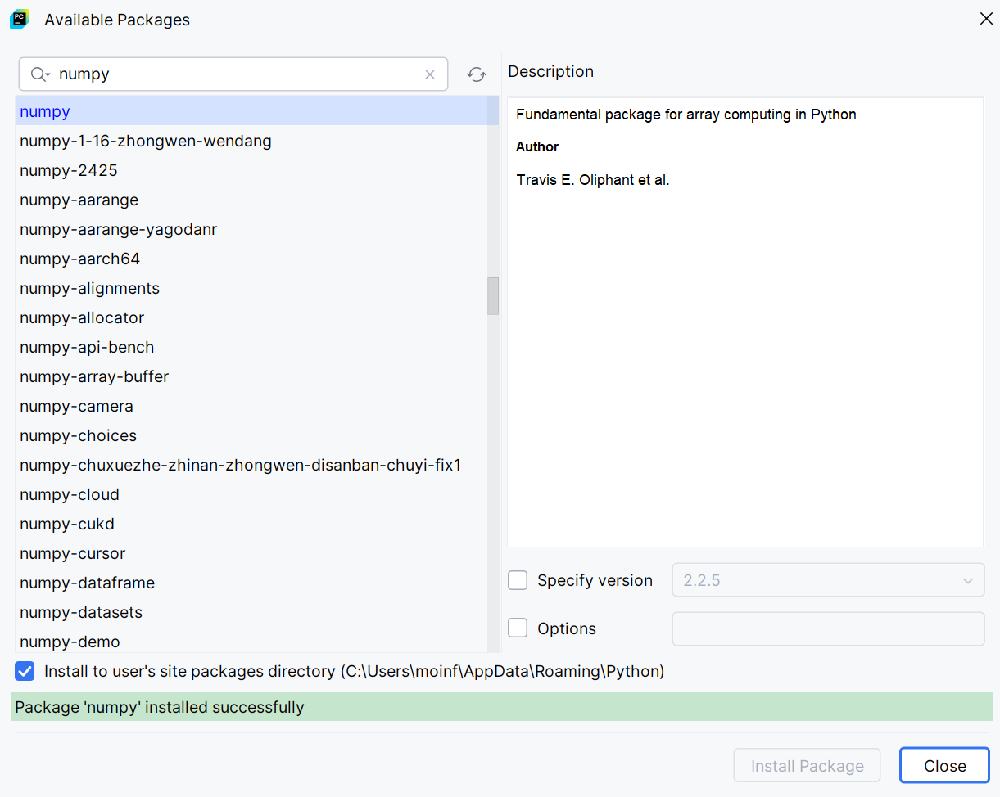 PC
Available Packages
numpy
numpy
numpy-1-16-zhongwen-wendang
numpy-2425
numpy-aarange
numpy-aarange-yagodanr
numpy-aarch64
numpy-alignments
numpy-allocator
numpy-api-bench
numpy-array-buffer
numpy-camera
numpy-choices
numpy-chuxuezhe-zhinan-zhongwen-disanban-chuyi-fix1
numpy-cloud
numpy-cukd
numpy-cursor
numpy-dataframe
numpy-datasets
numpy-demo
Description
Fundamental package for array computing in Python
Author
Travis E. Oliphant et al.
Specify version 2.2.5
Options
Install to user's site packages directory (C:\Users\moinf\AppData\Roaming\Python)
Package 'numpy' installed successfully
Install Package Close